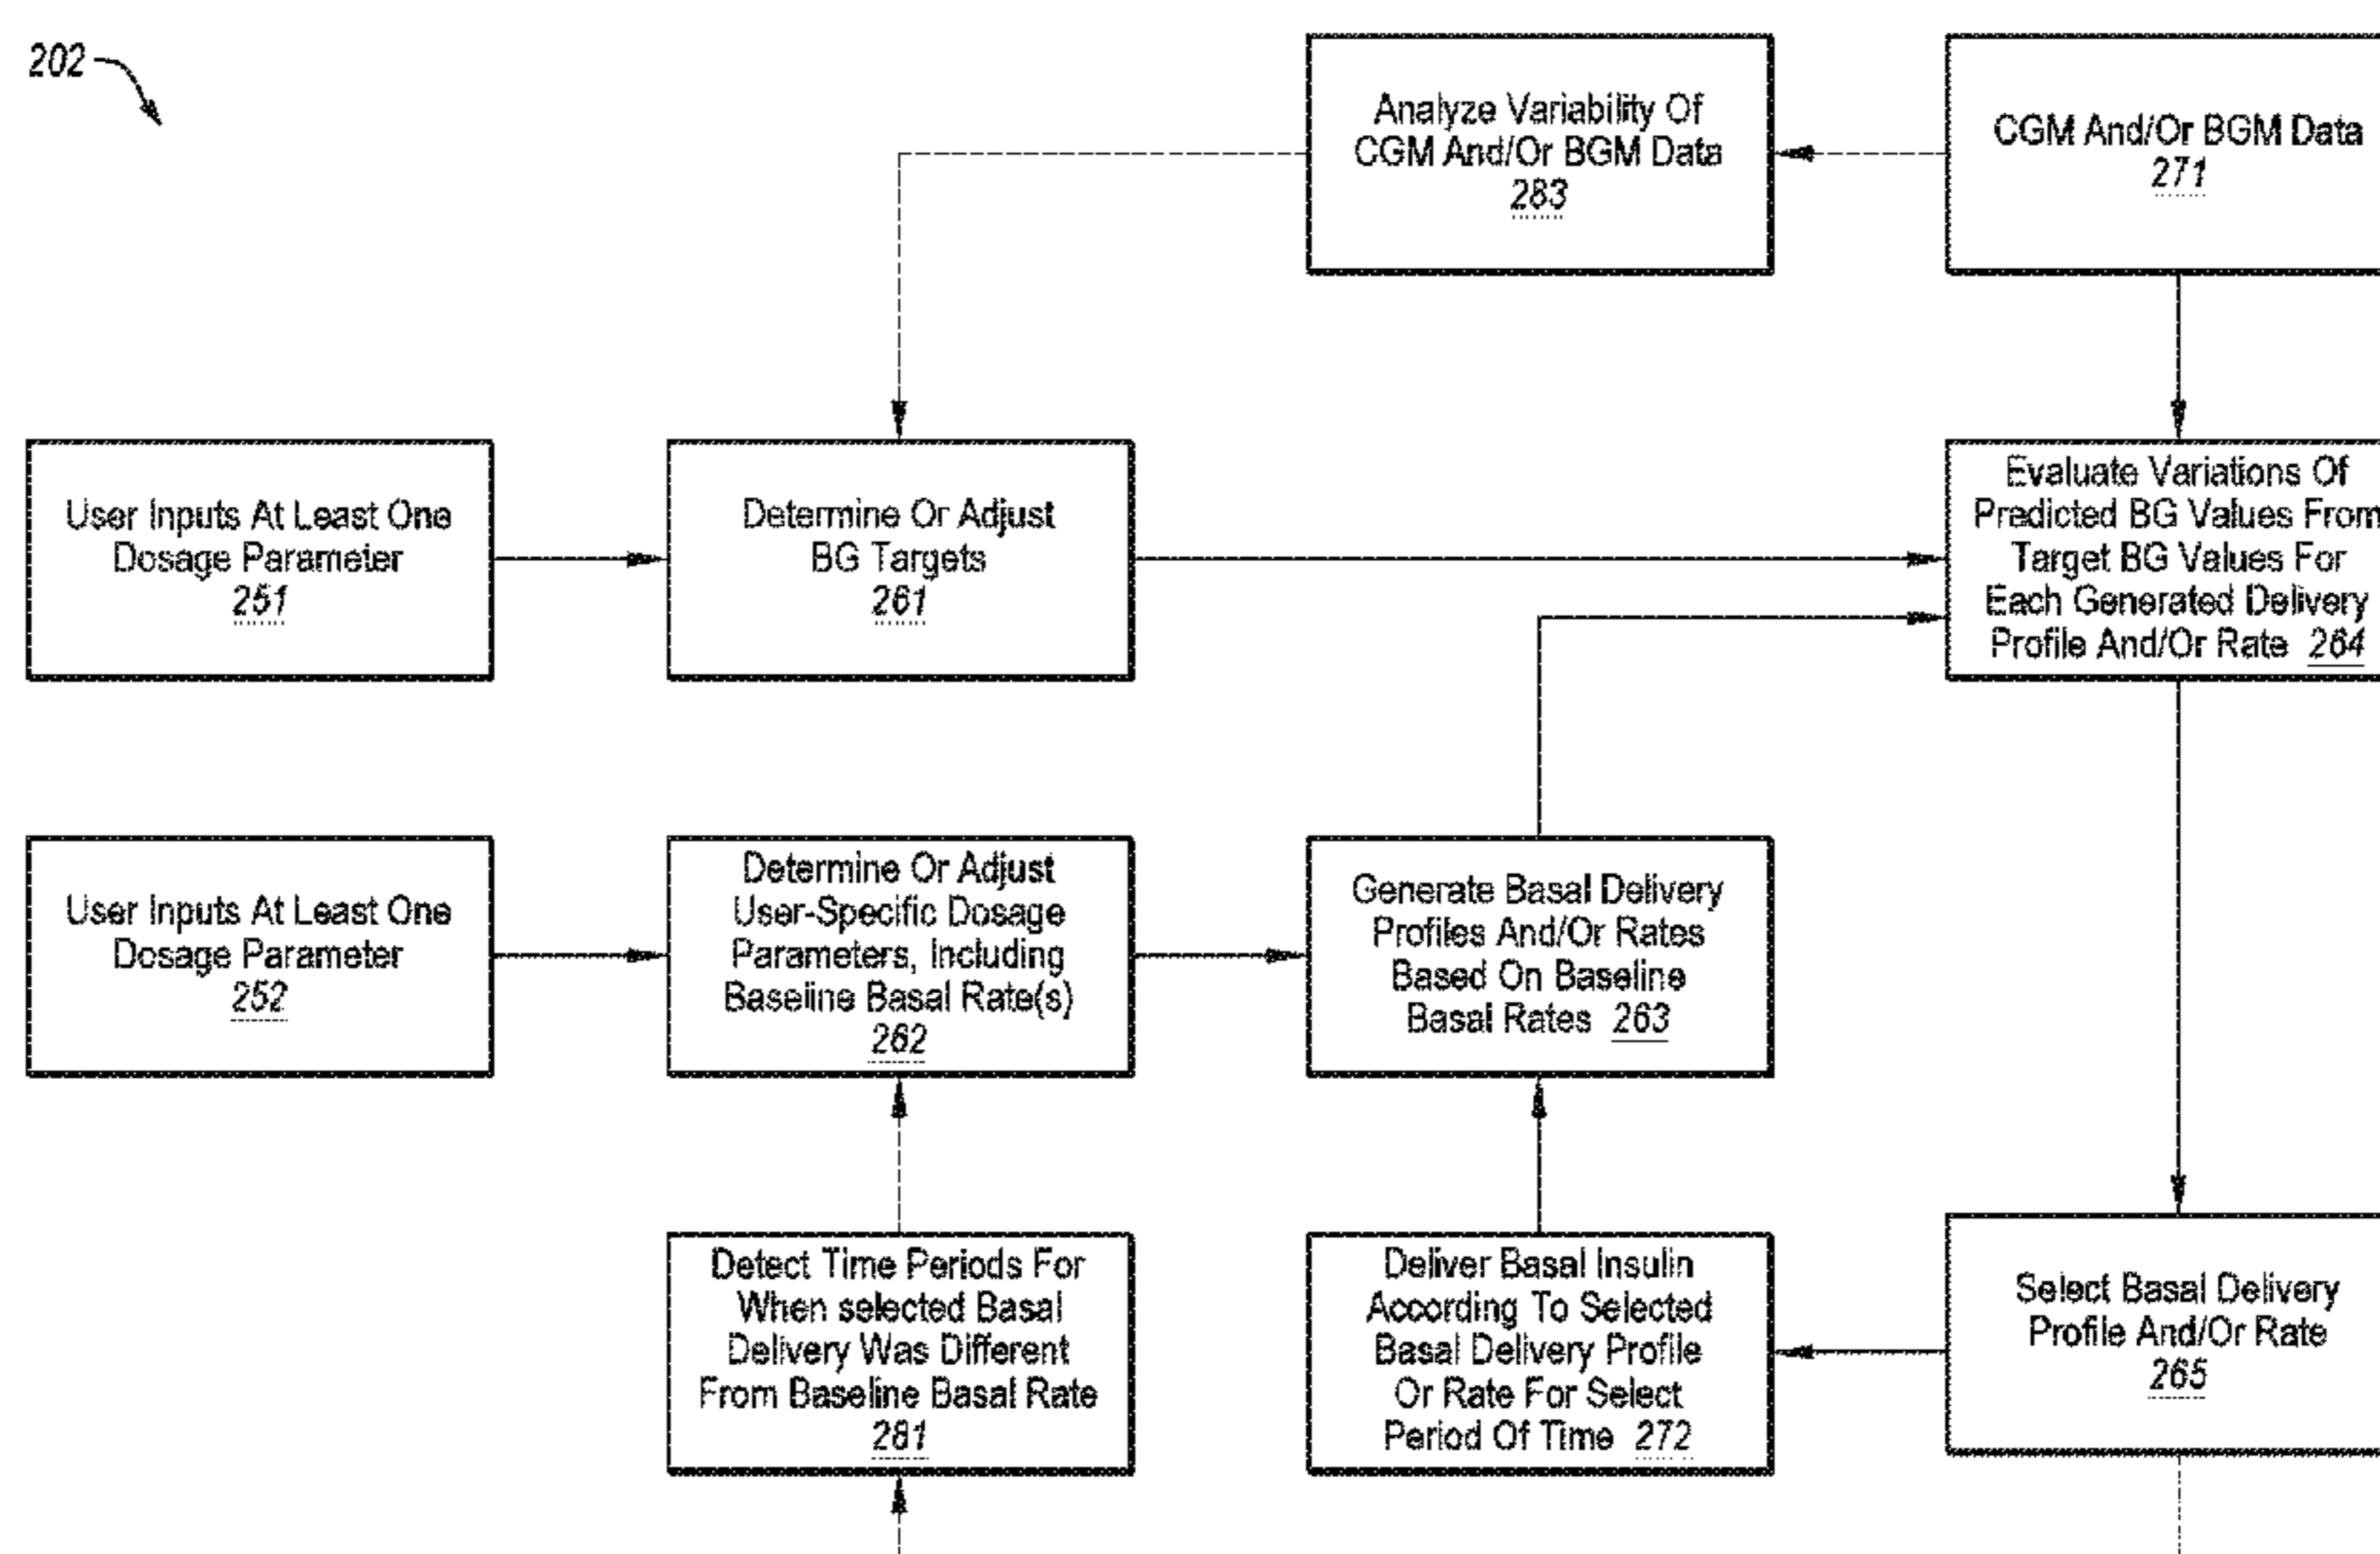 202
Analyze Variability Of
CGM And/Or BGM Data
283
CGM And/Or BGM Data
271
User Inputs At Least One
Dosage Parameter
251
Determine Or Adjust
BG Targets
261
Evaluate Variations Of
Predicted BG Values From
Target BG Values For
Each Generated Delivery
Profile And/Or Rate 264
User Inputs At Least One
Dosage Parameter
252
Determine Or Adjust
User-Specific Dosage
Parameters, Including
Baseline Basal Rate(s)
262
Generate Basal Delivery
Profiles And/Or Rates
Based On Baseline
Basal Rates 263
Detect Time Periods For
When selected Basal
Delivery Was Different
From Baseline Basal Rate
281
Deliver Basal Insulin
According To Selected
Basal Delivery Profile
Or Rate For Select
Period Of Time 272
Select Basal Delivery
Profile And/Or Rate
265